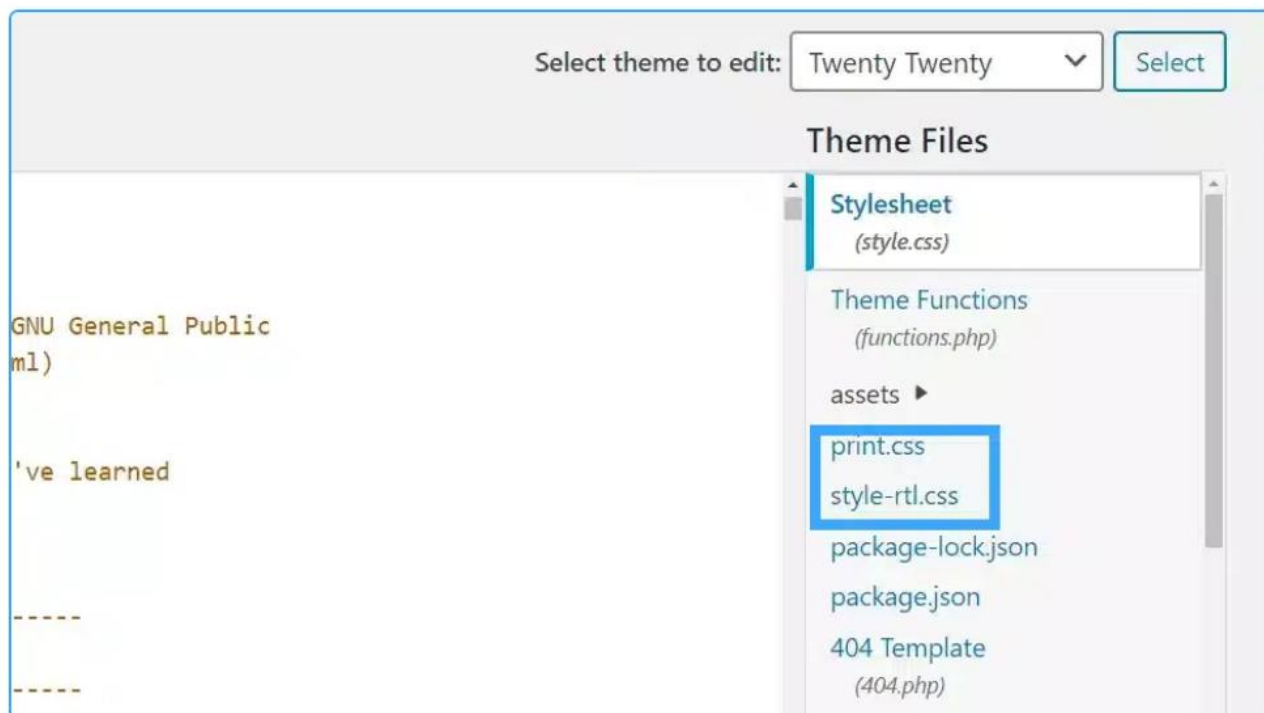 Select theme to edit: Twenty Twenty Select
Theme Files
Stylesheet
(style.css)
Theme Functions
(functions.php)
assets
print.css
style-rtl.css
package-lock.json
package.json
404 Template
(404.php)
GNU General Public
ml)
've learned
-----
-----